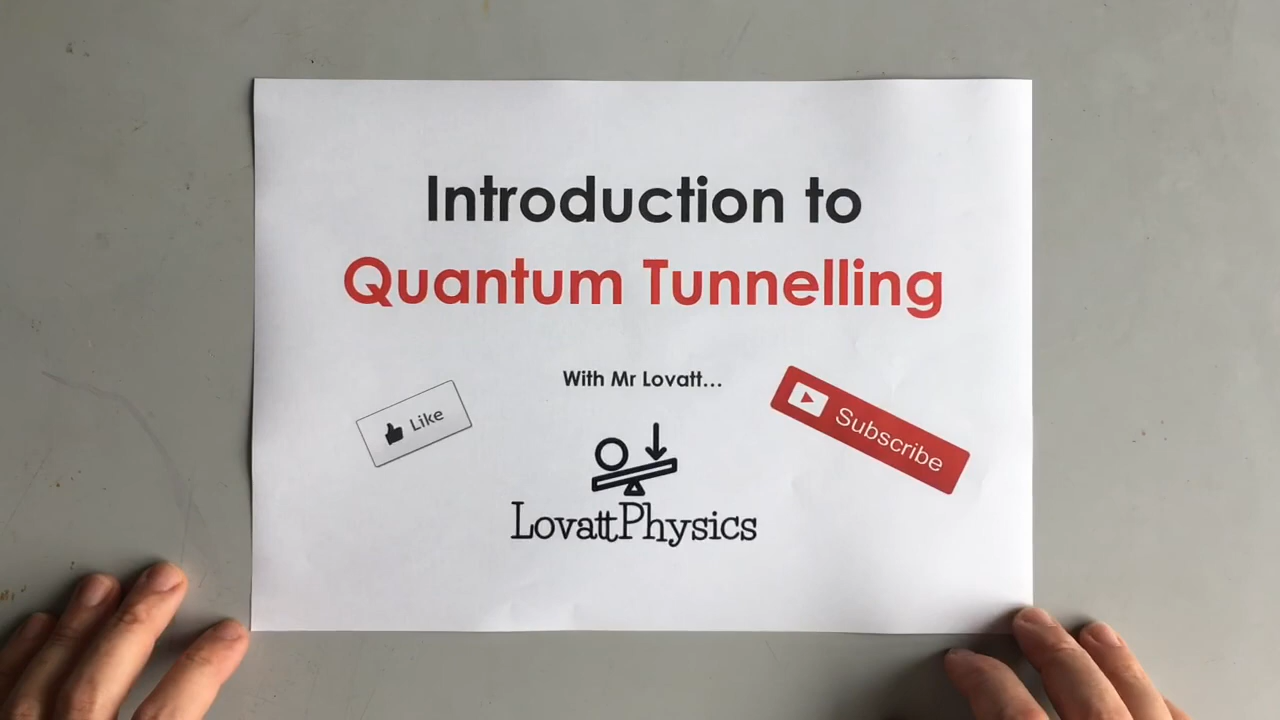 Introduction to
Quantum Tunnelling
With Mr Lovatt...
Like
Subscribe
LovattPhysics